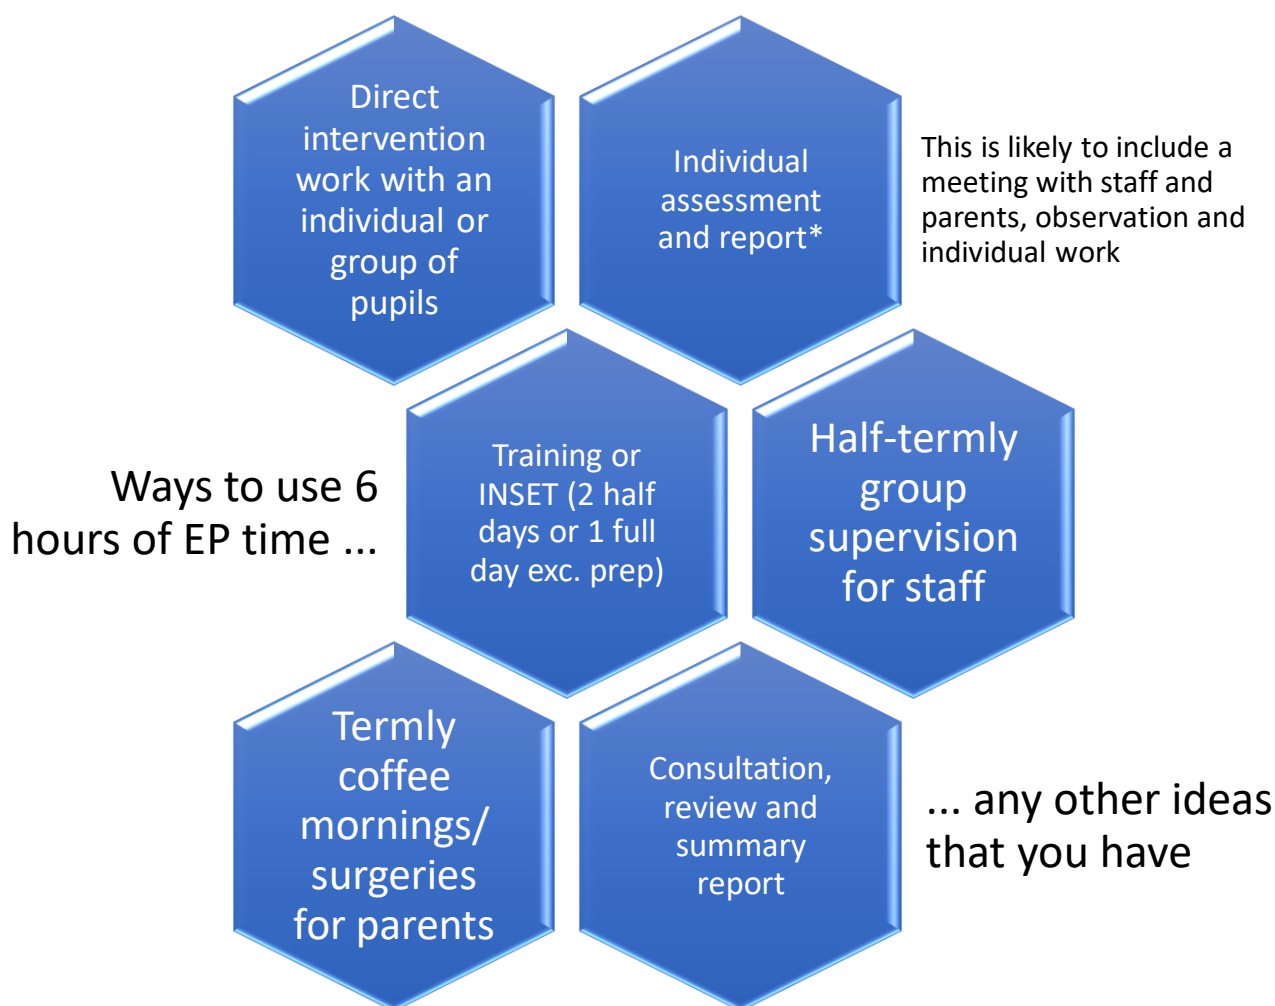 Direct
intervention
work with an
individual or
group of
pupils
Individual
assessment
and report*
This is likely to include a
meeting with staff and
parents, observation and
individual work
Ways to use 6
hours of EP time ...
Training or
INSET (2 half
days or 1 full
day exc. prep)
Half-termly
group
supervision
for staff
Termly
coffee
mornings/
surgeries
for parents
Consultation,
review and
summary
report
... any other ideas
that you have